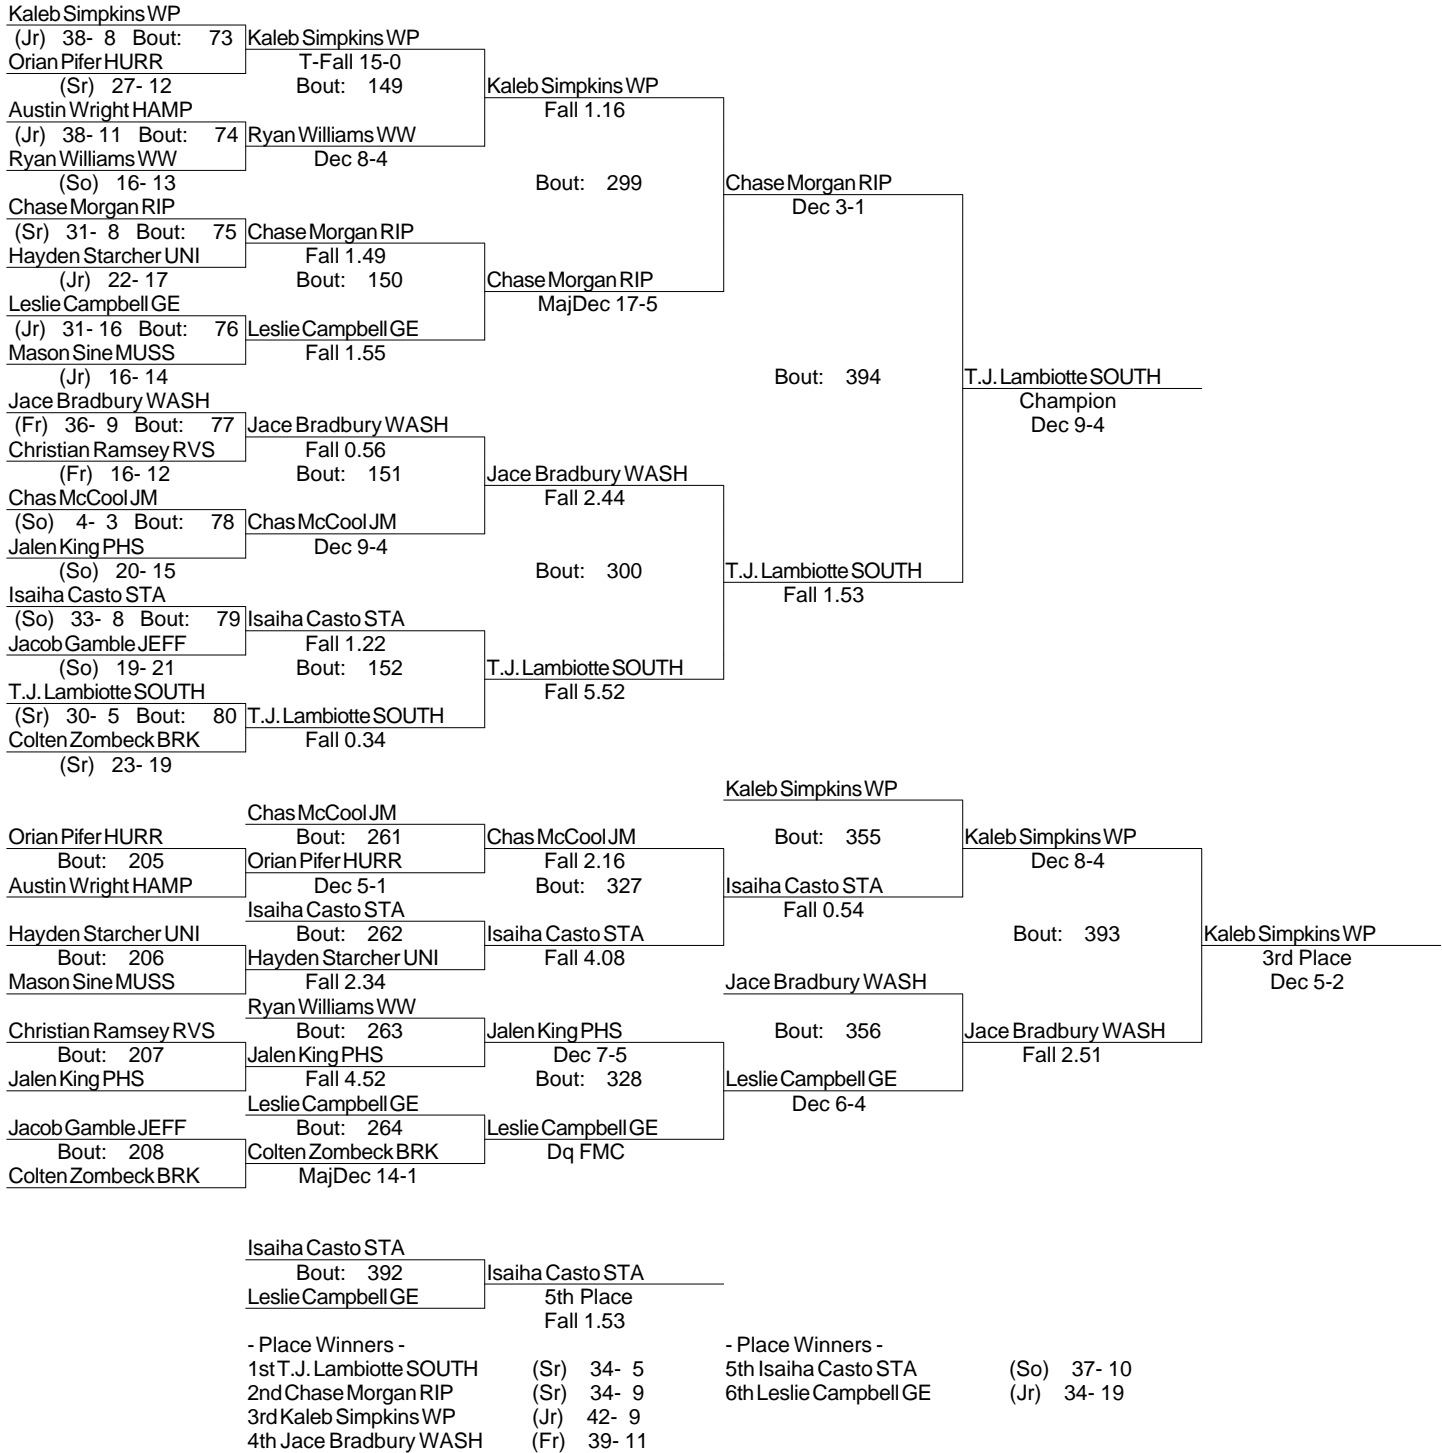 Kaleb Simpkins WP
(Jr) 38- 8 Bout: 73 Kaleb Simpkins WP
Orian Pifer HURR T-Fall 15-0
(Sr) 27- 12 Bout: 149 Kaleb Simpkins WP
Austin Wright HAMP Fall 1.16
(Jr) 38- 11 Bout: 74 Ryan Williams WW
Ryan Williams WW Dec 8-4
(So) 16- 13 Bout: 299 Chase Morgan RIP
Chase Morgan RIP Dec 3-1
(Sr) 31- 8 Bout: 75 Chase Morgan RIP
Hayden Starcher UNI Fall 1.49
(Jr) 22- 17 Bout: 150 Chase Morgan RIP
Leslie Campbell GE MajDec 17-5
(Jr) 31- 16 Bout: 76 Leslie Campbell GE
Mason Sine MUSS Fall 1.55
(Jr) 16- 14 Bout: 394 T.J. Lambiotte SOUTH
Jace Bradbury WASH Champion
(Fr) 36- 9 Bout: 77 Jace Bradbury WASH Dec 9-4
Christian Ramsey RVS Fall 0.56
(Fr) 16- 12 Bout: 151 Jace Bradbury WASH
Chas McCool JM Fall 2.44
(So) 4- 3 Bout: 78 Chas McCool JM
Jalen King PHS Dec 9-4
(So) 20- 15 Bout: 300 T.J. Lambiotte SOUTH
Isaiha Casto STA Fall 1.53
(So) 33- 8 Bout: 79 Isaiha Casto STA
Jacob Gamble JEFF Fall 1.22
(So) 19- 21 Bout: 152 T.J. Lambiotte SOUTH
T.J. Lambiotte SOUTH Fall 5.52
(Sr) 30- 5 Bout: 80 T.J. Lambiotte SOUTH
Colten Zombeck BRK Fall 0.34
(Sr) 23- 19
Kaleb Simpkins WP
Chas McCool JM
Orian Pifer HURR Bout: 261 Chas McCool JM Bout: 355 Kaleb Simpkins WP
Bout: 205 Orian Pifer HURR Fall 2.16 Dec 8-4
Austin Wright HAMP Dec 5-1 Bout: 327 Isaiha Casto STA
Isaiha Casto STA Fall 0.54
Hayden Starcher UNI Bout: 262 Isaiha Casto STA Bout: 393 Kaleb Simpkins WP
Bout: 206 Hayden Starcher UNI Fall 4.08 3rd Place
Mason Sine MUSS Fall 2.34 Jace Bradbury WASH Dec 5-2
Ryan Williams WW
Christian Ramsey RVS Bout: 263 Jalen King PHS Bout: 356 Jace Bradbury WASH
Bout: 207 Jalen King PHS Dec 7-5 Fall 2.51
Jalen King PHS Fall 4.52 Bout: 328 Leslie Campbell GE
Leslie Campbell GE Dec 6-4
Jacob Gamble JEFF Bout: 264 Leslie Campbell GE
Bout: 208 Colten Zombeck BRK Dq FMC
Colten Zombeck BRK MajDec 14-1
Isaiha Casto STA
Bout: 392 Isaiha Casto STA
Leslie Campbell GE 5th Place
Fall 1.53
- Place Winners - - Place Winners -
1st T.J. Lambiotte SOUTH (Sr) 34- 5 5th Isaiha Casto STA (So) 37- 10
2nd Chase Morgan RIP (Sr) 34- 9 6th Leslie Campbell GE (Jr) 34- 19
3rd Kaleb Simpkins WP (Jr) 42- 9
4th Jace Bradbury WASH (Fr) 39- 11